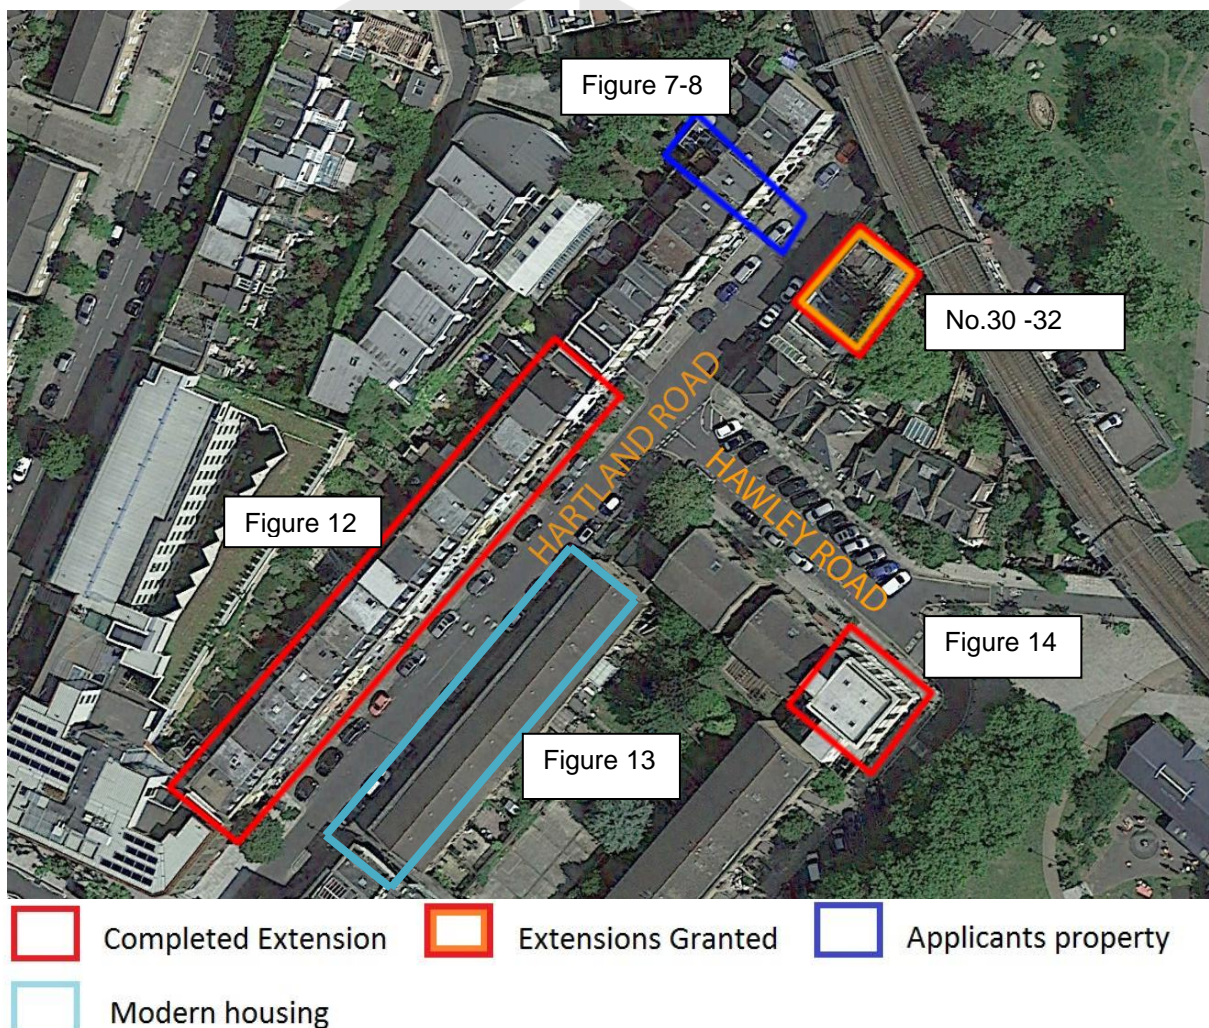 Figure 7-8
No.30 -32
HARTLAND ROAD
HAWLEY ROAD
Figure 12
Figure 14
Figure 13
Completed Extension
Extensions Granted
Applicants property
Modern housing